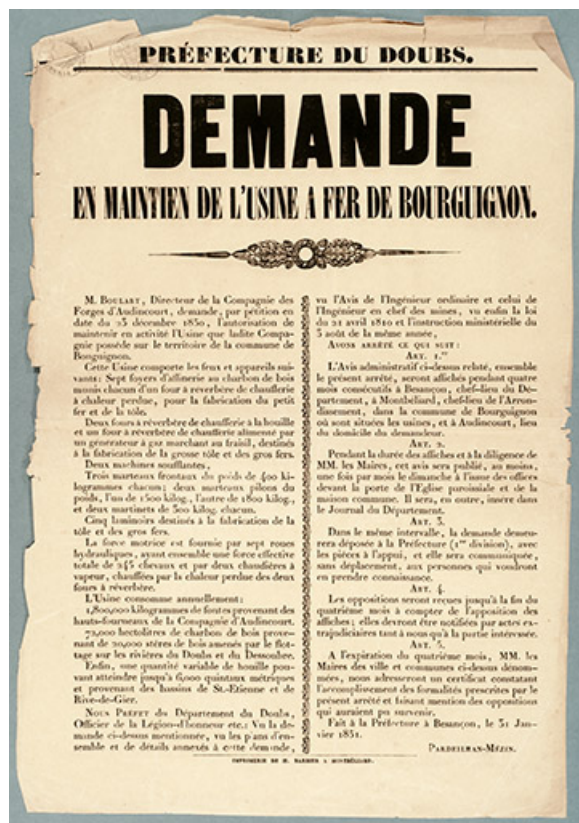 PRÉFECTURE DU DOUBS.
DEMANDE
EN MAINTIEN DE L'USINE A FER DE BOURGUIGNON.
M. BOULART, Directeur de la Compagnie des
Forges d'Audincourt, demande, par pétition en
date du 23 décembre 1850, l'autorisation de
maintenir en activité l'Usine que ladite Compa-
gnie possède sur le territoire de la commune de
Bourguignon.
Cette Usine comporte les feux et appareils sui-
vants: Sept foyers d'affinerie au charbon de bois
munis chacun d'un four à réverbère de chaufferie
à chaleur perdue, pour la fabrication du petit
fer et de la tôle.
Deux fours à réverbère de chaufferie à la houille
et un four à réverbère de chaufferie alimenté par
un générateur à gaz marchant au fraisil, destinés
à la fabrication de la grosse tôle et des gros fers.
Deux machines soufflantes,
Trois marteaux frontaux du poids de 400 ki-
logrammes chacun; deux marteaux pilons du
poids, l'un de 1500 kilog., l'autre de 1800 kilog.,
et deux martinets de 300 kilog. chacun.
Cinq laminoirs destinés à la fabrication de la
tôle et des gros fers.
La force motrice est fournie par sept roues
hydrauliques, ayant ensemble une force effective
totale de 245 chevaux et par deux chaudières à
vapeur, chauffées par la chaleur perdue des deux
fours à réverbère.
L'Usine consomme annuellement:
1,800,000 kilogrammes de fontes provenant des
hauts-fourneaux de la Compagnie d'Audincourt.
72,000 hectolitres de charbon de bois prove-
nant de 20,000 stères de bois amenés par le flot-
tage sur les rivières du Doubs et du Dessoubre.
Enfin, une quantité variable de houille pou-
vant atteindre jusqu'à 6,000 quintaux métriques
et provenant des bassins de St.-Etienne et de
Rive-de-Gier.
NOUS PRÉFET du Département du Doubs,
Officier de la Légion-d'honneur etc.: Vu la de-
mande ci-dessus mentionnée, vu les plans d'en-
semble et de détails annexés à cette demande,
vu l'Avis de l'Ingénieur ordinaire et celui de
l'Ingénieur en chef des mines, vu enfin la loi
du 21 avril 1810 et l'instruction ministérielle du
3 août de la même année,
AVONS ARRÊTÉ CE QUI SUIT:
ART. 1.er
L'Avis administratif ci-dessus relaté, ensemble
le présent arrêté, seront affichés pendant quatre
mois consécutifs à Besançon, chef-lieu du Dé-
partement, à Montbéliard, chef-lieu de l'Arron-
dissement, dans la commune de Bourguignon
où sont situées les usines, et à Audincourt, lieu
du domicile du demandeur.
ART. 2.
Pendant la durée des affiches et à la diligence de
MM. les Maires, cet avis sera publié, au moins,
une fois par mois le dimanche à l'issue des offices
devant la porte de l'Eglise paroissiale et de la
maison commune. Il sera, en outre, inséré dans
le Journal du Département.
ART. 3.
Dans le même intervalle, la demande demeu-
rera déposée à la Préfecture (1re division), avec
les pièces à l'appui, et elle sera communiquée,
sans déplacement, aux personnes qui voudront
en prendre connaissance.
ART. 4.
Les oppositions seront reçues jusqu'à la fin du
quatrième mois à compter de l'apposition des
affiches; elles devront être notifiées par actes ex-
trajudiciaires tant à nous qu'à la partie intéressée.
ART. 5.
A l'expiration du quatrième mois, MM. les
Maires des ville et communes ci-dessus dénom-
mées, nous adresseront un certificat constatant
l'accomplissement des formalités prescrites par le
présent arrêté et faisant mention des oppositions
qui auraient pu survenir.
Fait à la Préfecture à Besançon, le 31 Jan-
vier 1851.
PARDEILHAN-MÉZIN.
IMPRIMERIE DE H. BARBIER A MONTBÉLIARD.